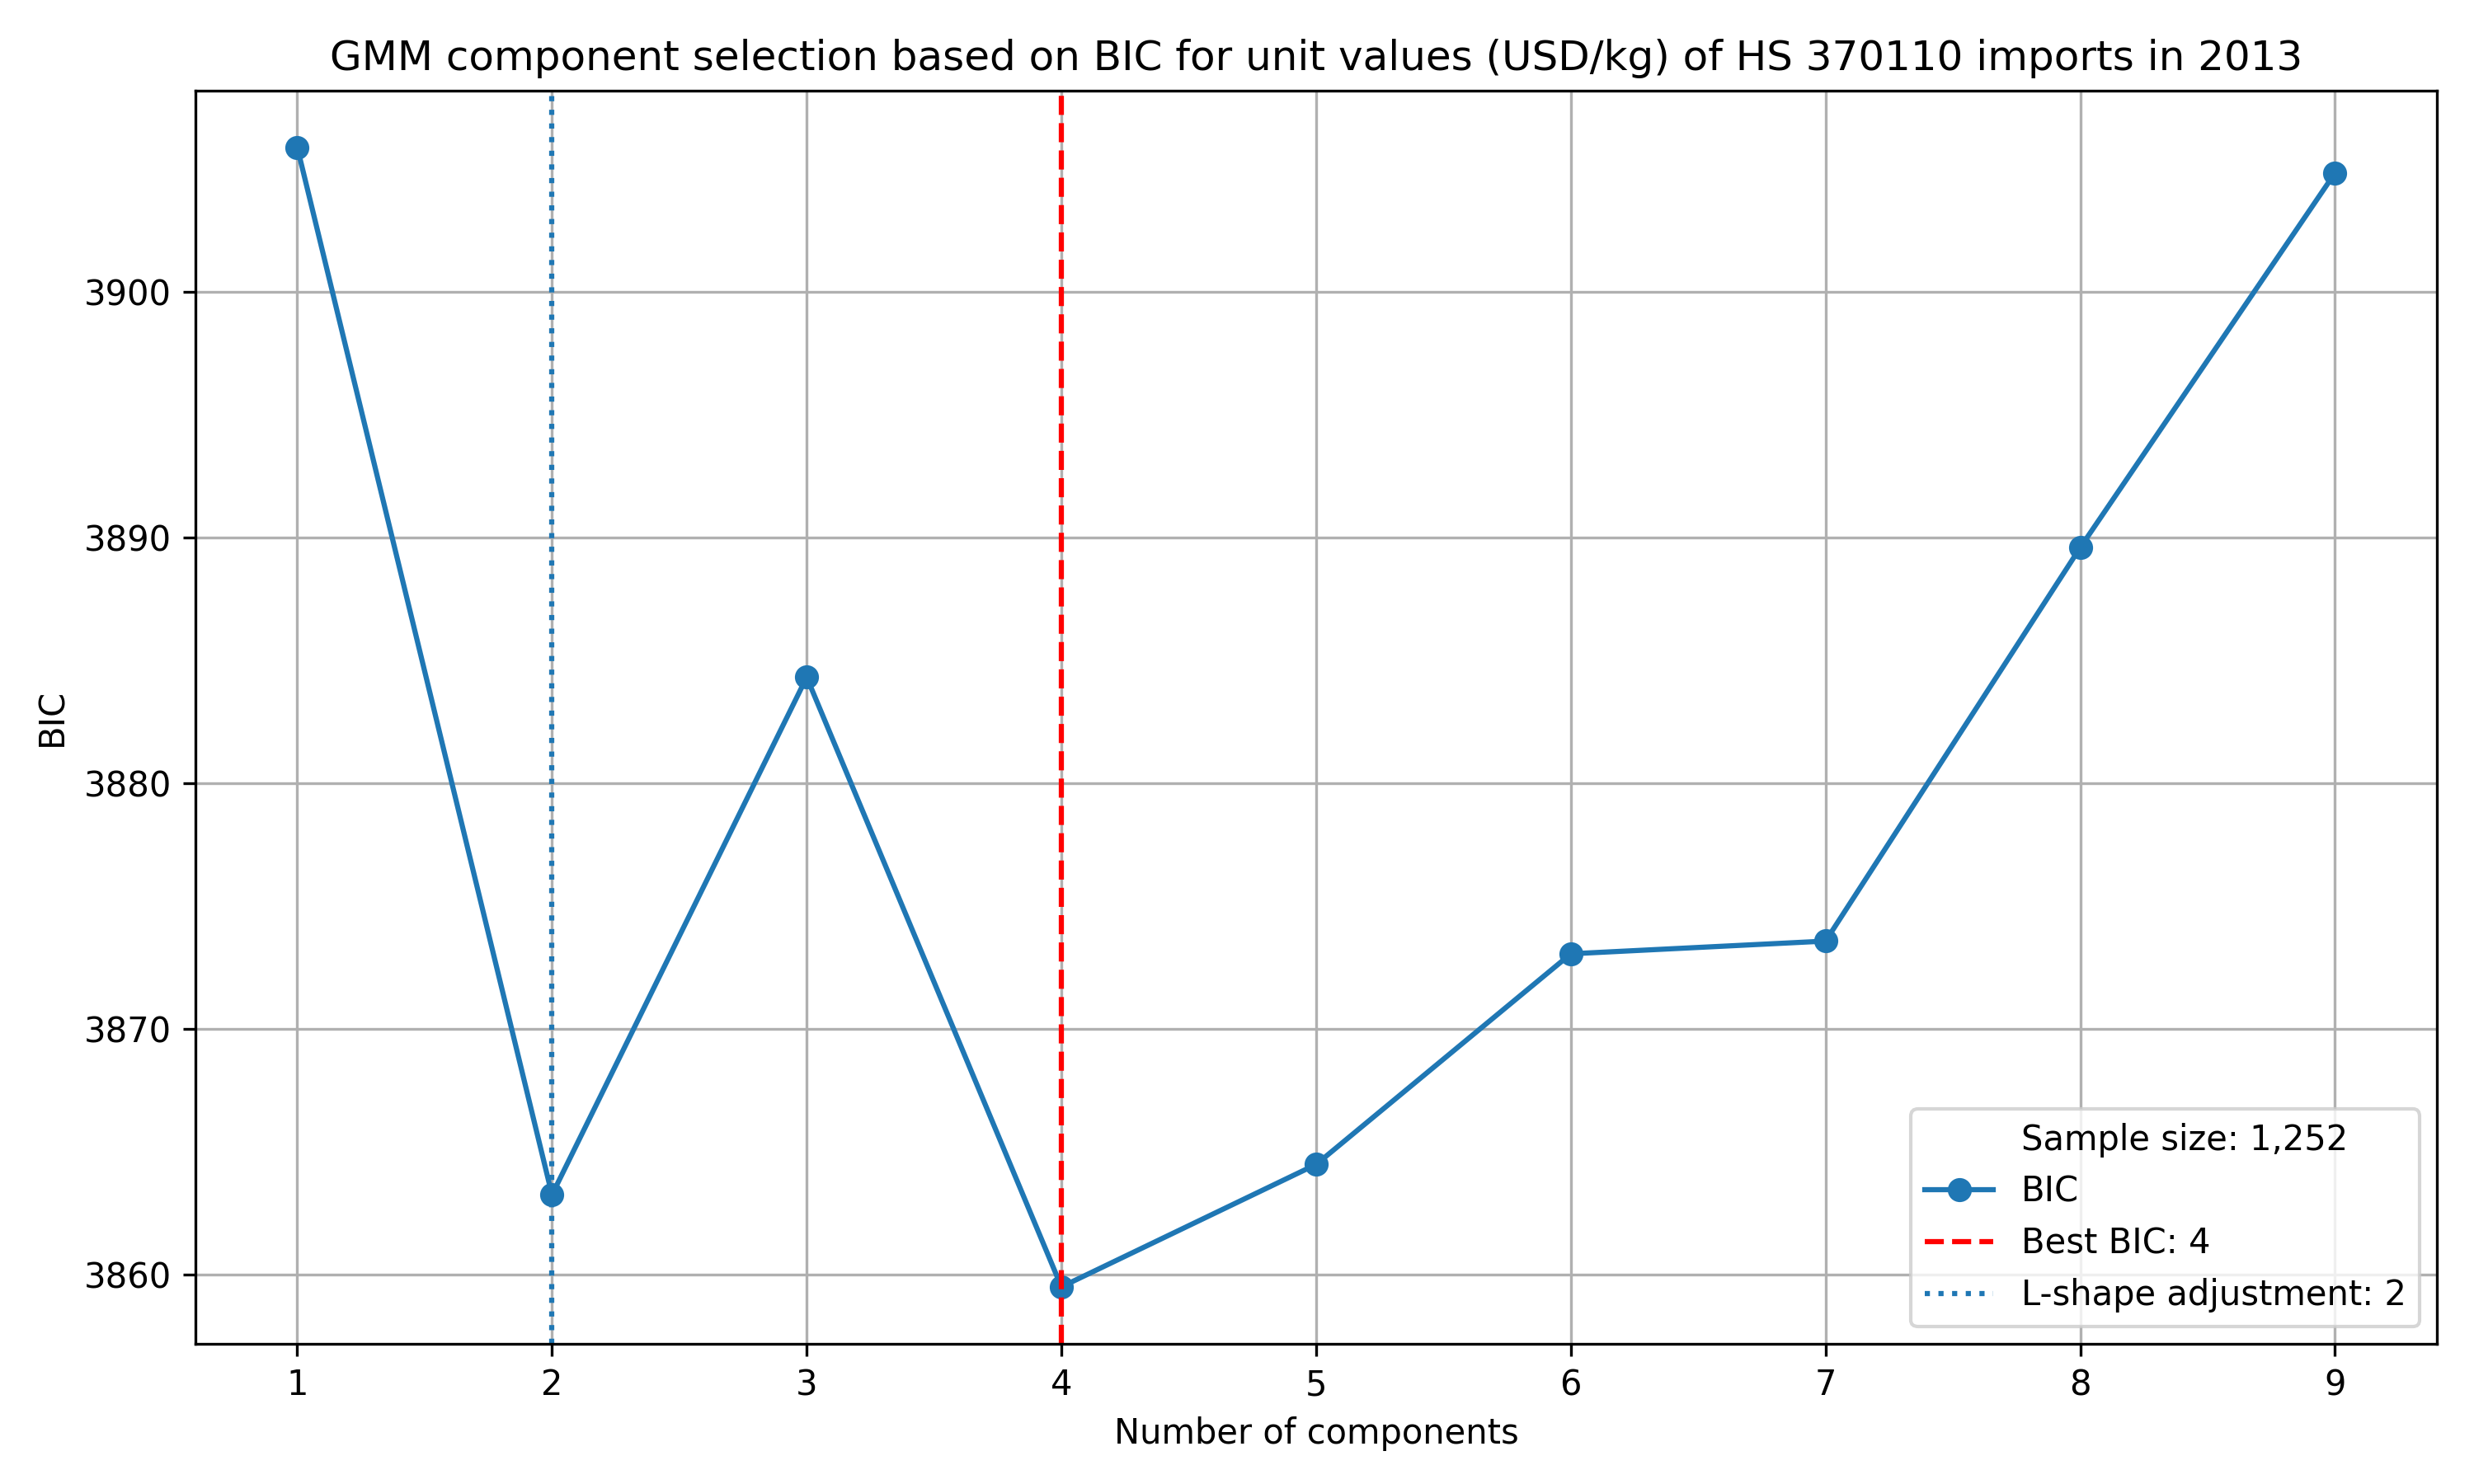 GMM component selection based on BIC for unit values (USD/kg) of HS 370110 imports in 2013
BIC
3900
3890
3880
3870
3860
1 2 3 4 5 6 7 8 9
Number of components
Sample size: 1,252
BIC
Best BIC: 4
L-shape adjustment: 2